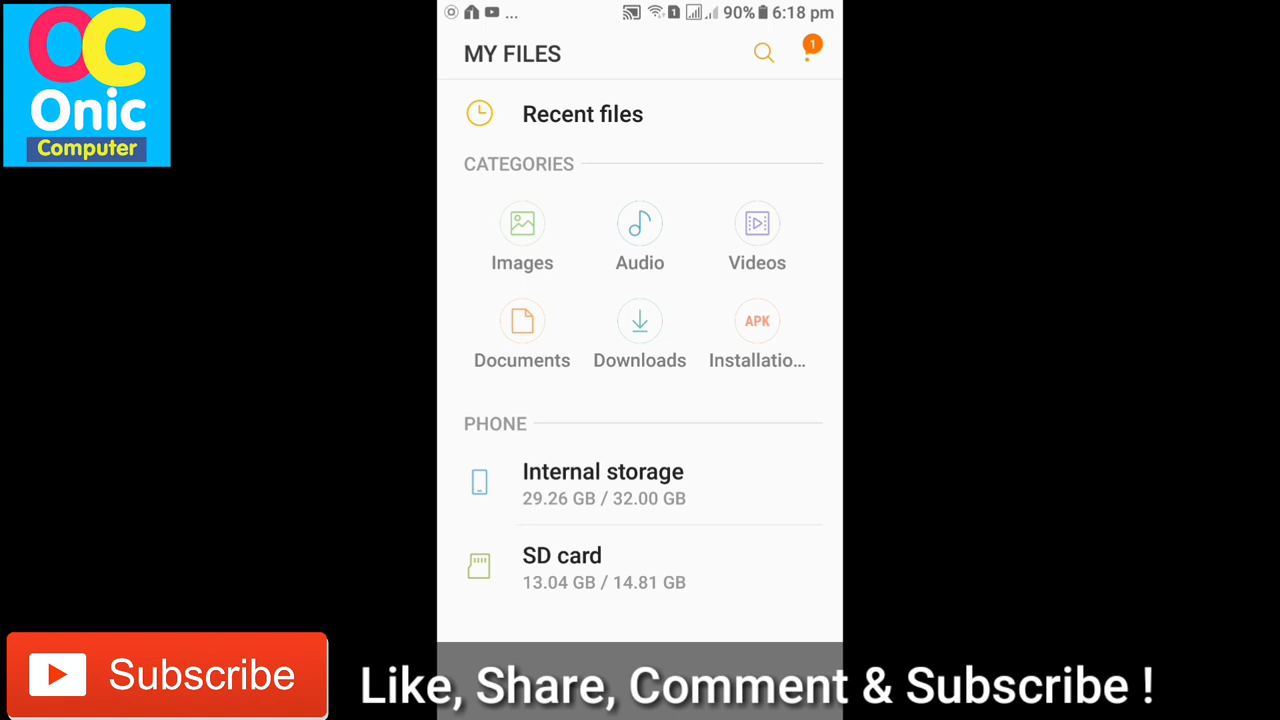 OC
Onic
Computer
... 1 90% 6:18 pm
MY FILES
1
Recent files
CATEGORIES
Images Audio Videos
APK
Documents Downloads Installatio...
PHONE
Internal storage
29.26 GB / 32.00 GB
SD card
13.04 GB / 14.81 GB
Subscribe
Like, Share, Comment & Subscribe !